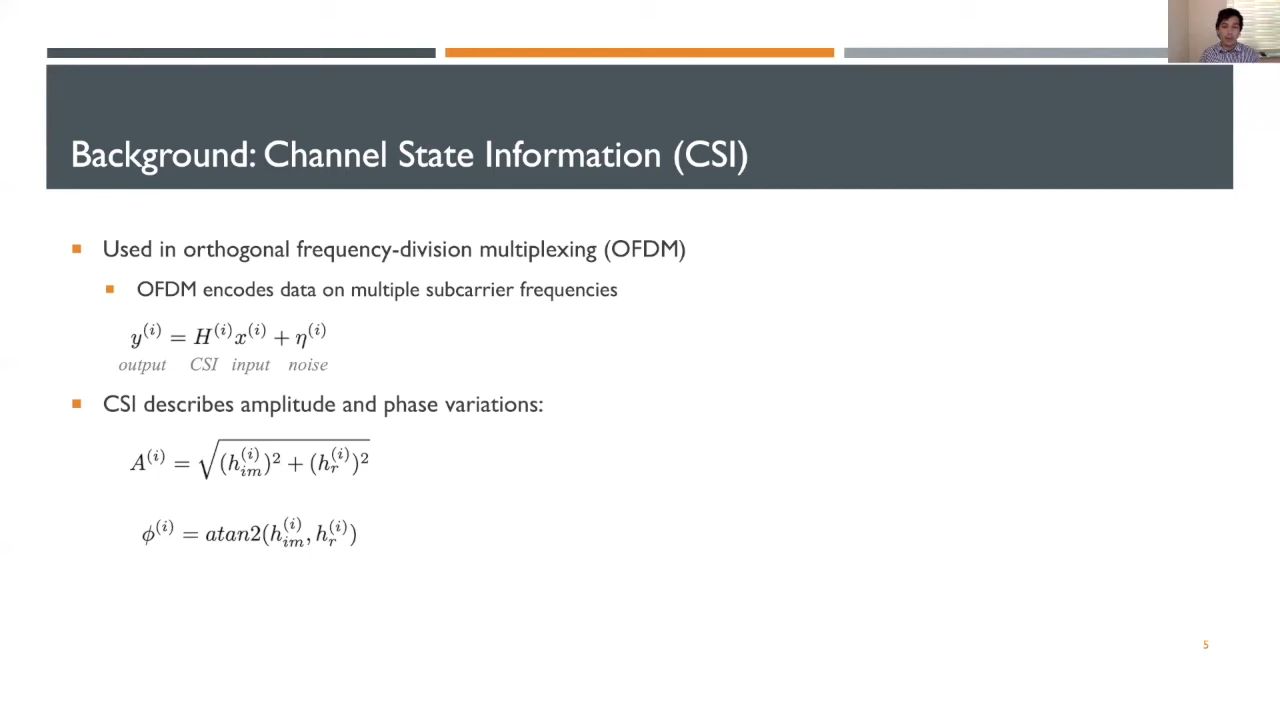 Background: Channel State Information (CSI)
Used in orthogonal frequency-division multiplexing (OFDM)
OFDM encodes data on multiple subcarrier frequencies
y^{(i)} = H^{(i)}x^{(i)} + η^{(i)}
output CSI input noise
CSI describes amplitude and phase variations:
A^{(i)} = \sqrt{(h_{im}^{(i)})^2 + (h_r^{(i)})^2}
ϕ^{(i)} = atan2(h_{im}^{(i)}, h_r^{(i)})
5